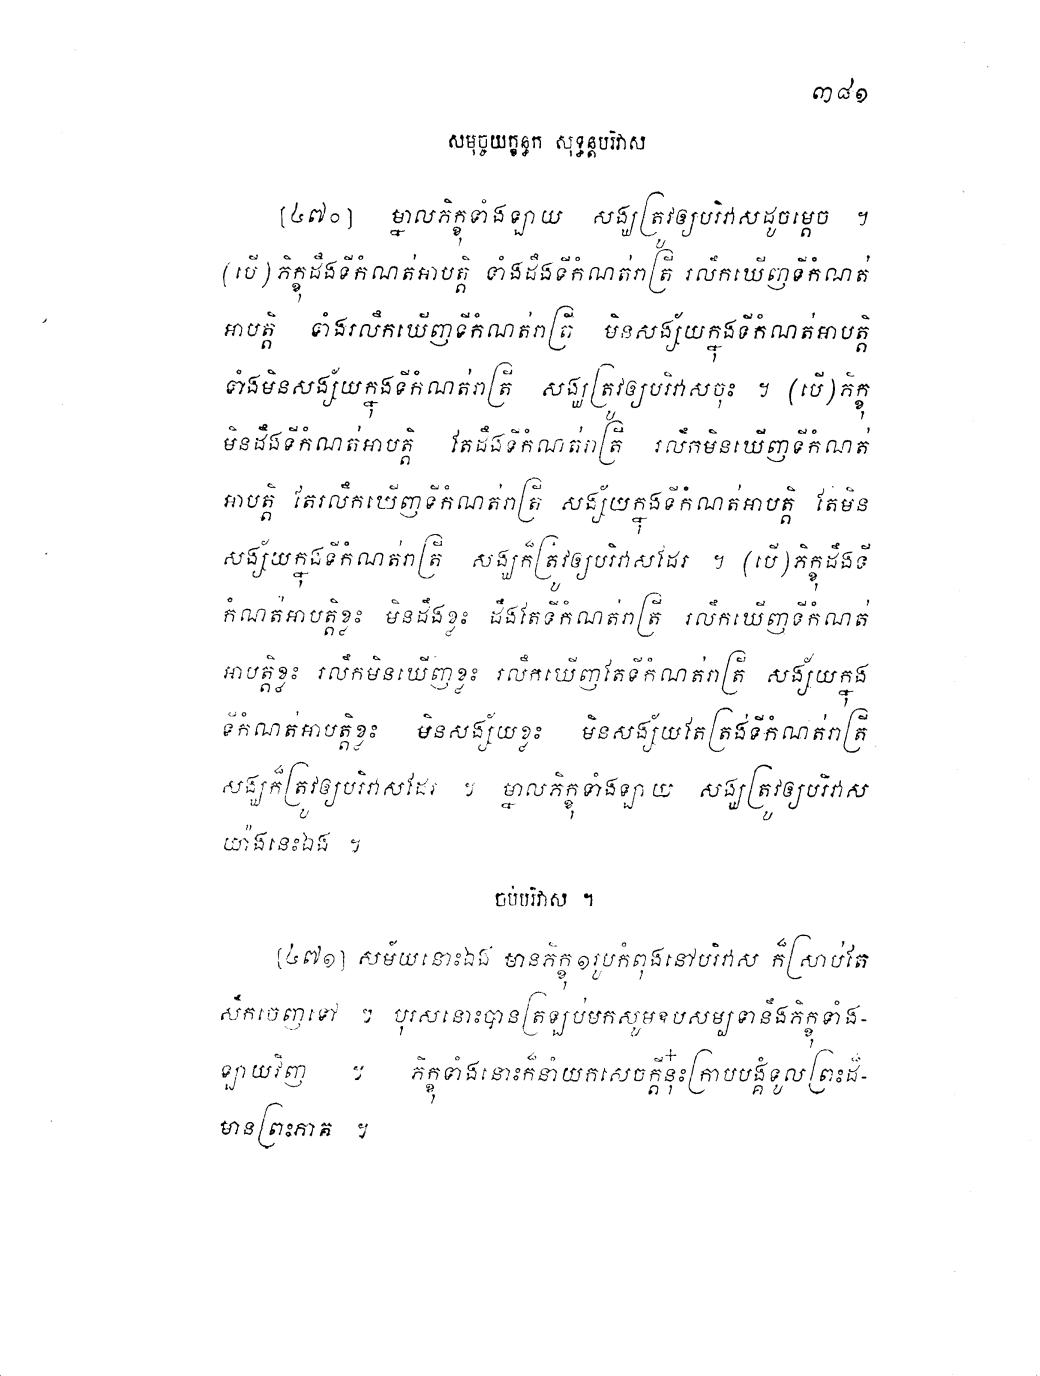 ៣៨១
សមុច្ចយក្ខន្ធក សុទ្ធន្តបរិវាស
[៤៧០] ម្នាលភិក្ខុទាំងឡាយ សង្ឃត្រូវឲ្យបរិវាសដូចម្តេច ។
(បើ)ភិក្ខុដឹងទីកំណត់អាបត្តិ ទាំងដឹងទីកំណត់រាត្រី រលឹកឃើញទីកំណត់
អាបត្តិ ទាំងរលឹកឃើញទីកំណត់រាត្រី មិនសង្ស័យក្នុងទីកំណត់អាបត្តិ
ទាំងមិនសង្ស័យក្នុងទីកំណត់រាត្រី សង្ឃត្រូវឲ្យបរិវាសចុះ ។ (បើ)ភិក្ខុ
មិនដឹងទីកំណត់អាបត្តិ តែដឹងទីកំណត់រាត្រី រលឹកមិនឃើញទីកំណត់
អាបត្តិ តែរលឹកឃើញទីកំណត់រាត្រី សង្ស័យក្នុងទីកំណត់អាបត្តិ តែមិន
សង្ស័យក្នុងទីកំណត់រាត្រី សង្ឃក៏ត្រូវឲ្យបរិវាសដែរ ។ (បើ)ភិក្ខុដឹងទី
កំណត់អាបត្តិខ្លះ មិនដឹងខ្លះ ដឹងតែទីកំណត់រាត្រី រលឹកឃើញទីកំណត់
អាបត្តិខ្លះ រលឹកមិនឃើញខ្លះ រលឹកឃើញតែទីកំណត់រាត្រី សង្ស័យក្នុង
ទីកំណត់អាបត្តិខ្លះ មិនសង្ស័យខ្លះ មិនសង្ស័យតែត្រង់ទីកំណត់រាត្រី
សង្ឃក៏ត្រូវឲ្យបរិវាសដែរ ។ ម្នាលភិក្ខុទាំងឡាយ សង្ឃត្រូវឲ្យបរិវាស
យ៉ាងនេះឯង ។
ចប់បរិវាស ។
[៤៧១] សម័យនោះឯង មានភិក្ខុ១រូបកំពុងនៅបរិវាស ក៏ស្រាប់តែ
សឹកចេញទៅ ។ បុរសនោះបានត្រឡប់មកសូមឧបសម្បទានឹងភិក្ខុទាំង-
ឡាយវិញ ។ ភិក្ខុទាំងនោះក៏នាំយកសេចក្តី+នុ៎ះក្រាបបង្គំទូលព្រះដ៏-
មានព្រះភាគ ។